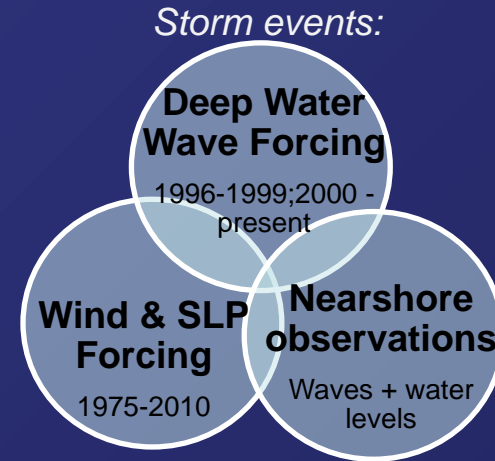 Storm events:
Deep Water
Wave Forcing
1996-1999;2000 -
present
Wind & SLP
Forcing
1975-2010
Nearshore
observations
Waves + water
levels